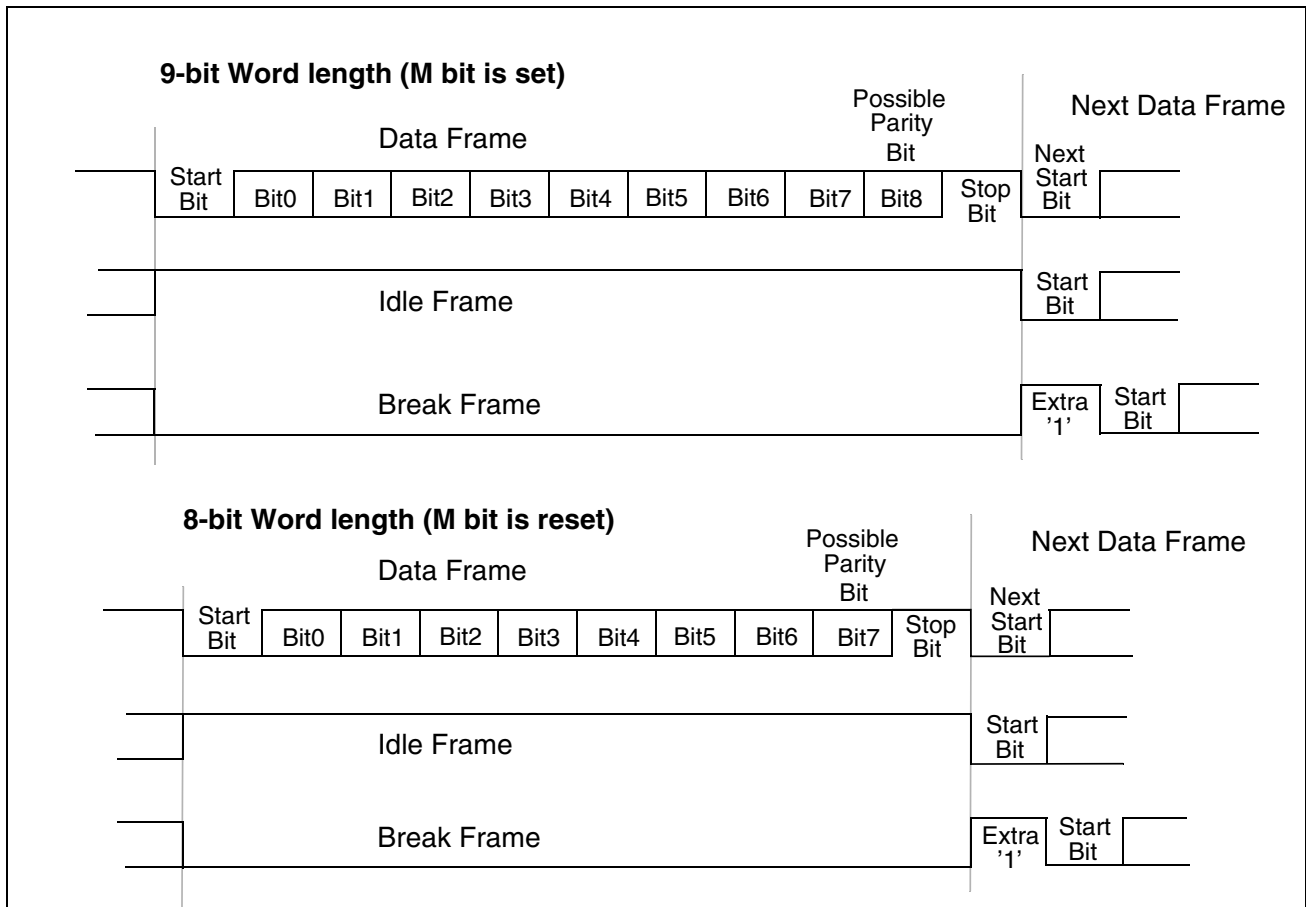 9-bit Word length (M bit is set)
Possible
Parity
Bit
Next Data Frame
Data Frame
Start
Bit
Bit0
Bit1
Bit2
Bit3
Bit4
Bit5
Bit6
Bit7
Bit8
Stop
Bit
Next
Start
Bit
Idle Frame
Start
Bit
Break Frame
Extra
'1'
Start
Bit
8-bit Word length (M bit is reset)
Possible
Parity
Bit
Next Data Frame
Data Frame
Start
Bit
Bit0
Bit1
Bit2
Bit3
Bit4
Bit5
Bit6
Bit7
Stop
Bit
Next
Start
Bit
Idle Frame
Start
Bit
Break Frame
Extra
'1'
Start
Bit